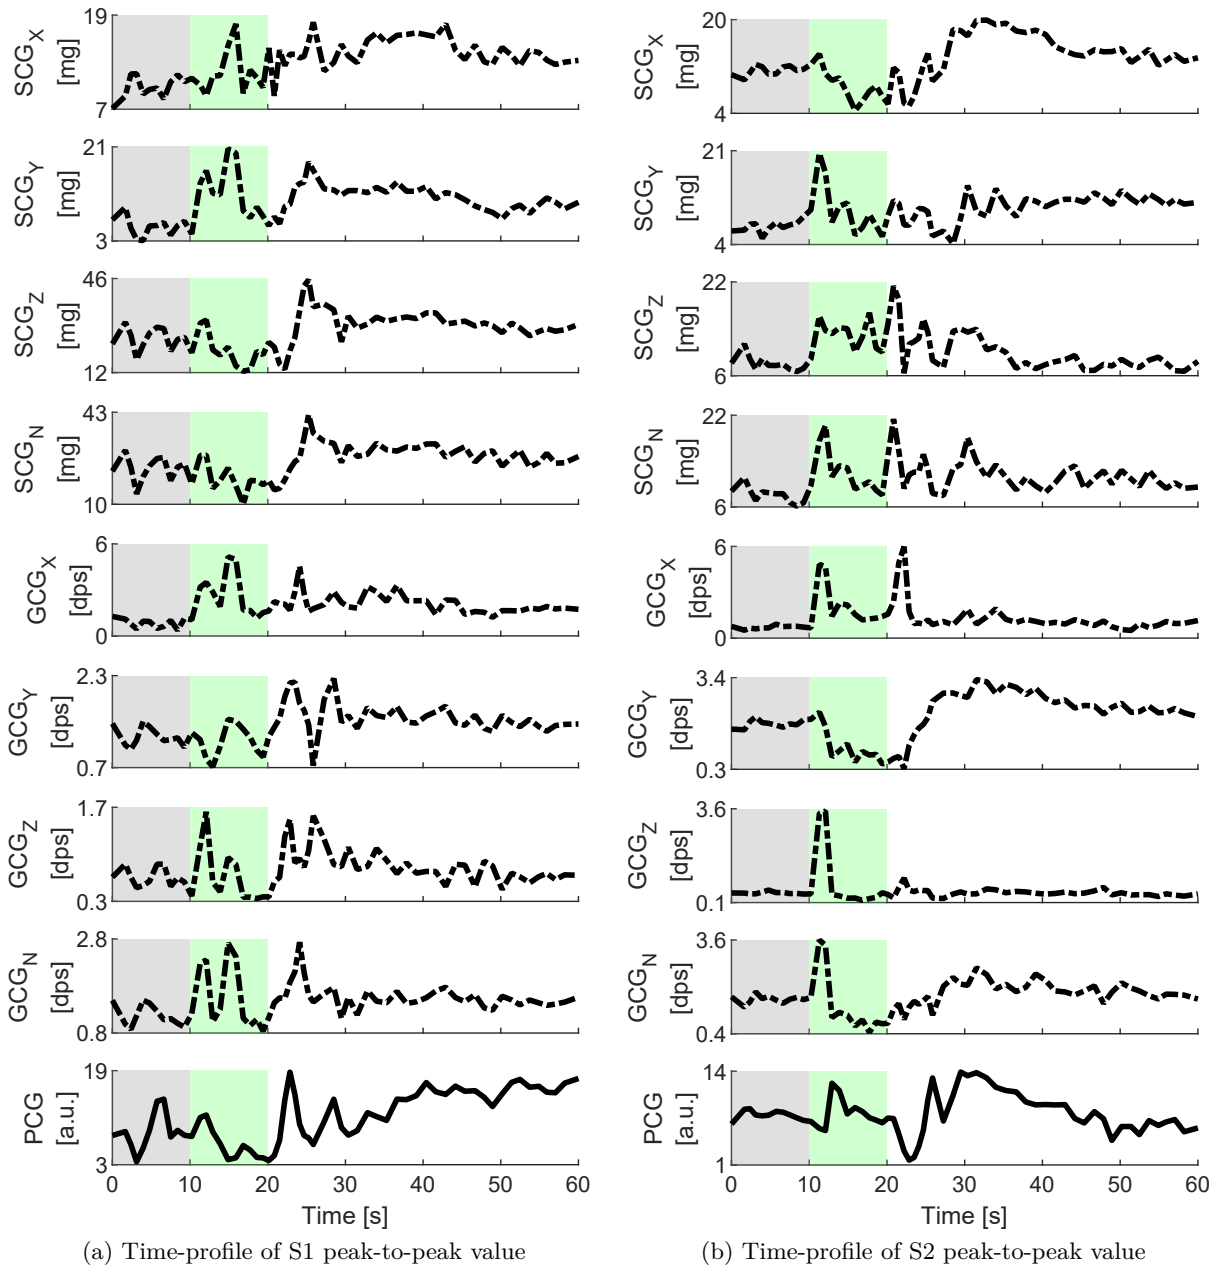 19
SCG_X
[mg]
7
21
SCG_Y
[mg]
3
46
SCG_Z
[mg]
12
43
SCG_N
[mg]
10
6
GCG_X
[dps]
0
2.3
GCG_Y
[dps]
0.7
1.7
GCG_Z
[dps]
0.3
2.8
GCG_N
[dps]
0.8
19
PCG
[a.u.]
3
0 10 20 30 40 50 60
Time [s]
(a) Time-profile of S1 peak-to-peak value
20
SCG_X
[mg]
4
21
SCG_Y
[mg]
4
22
SCG_Z
[mg]
6
22
SCG_N
[mg]
6
6
GCG_X
[dps]
0
3.4
GCG_Y
[dps]
0.3
3.6
GCG_Z
[dps]
0.1
3.6
GCG_N
[dps]
0.4
14
PCG
[a.u.]
1
0 10 20 30 40 50 60
Time [s]
(b) Time-profile of S2 peak-to-peak value